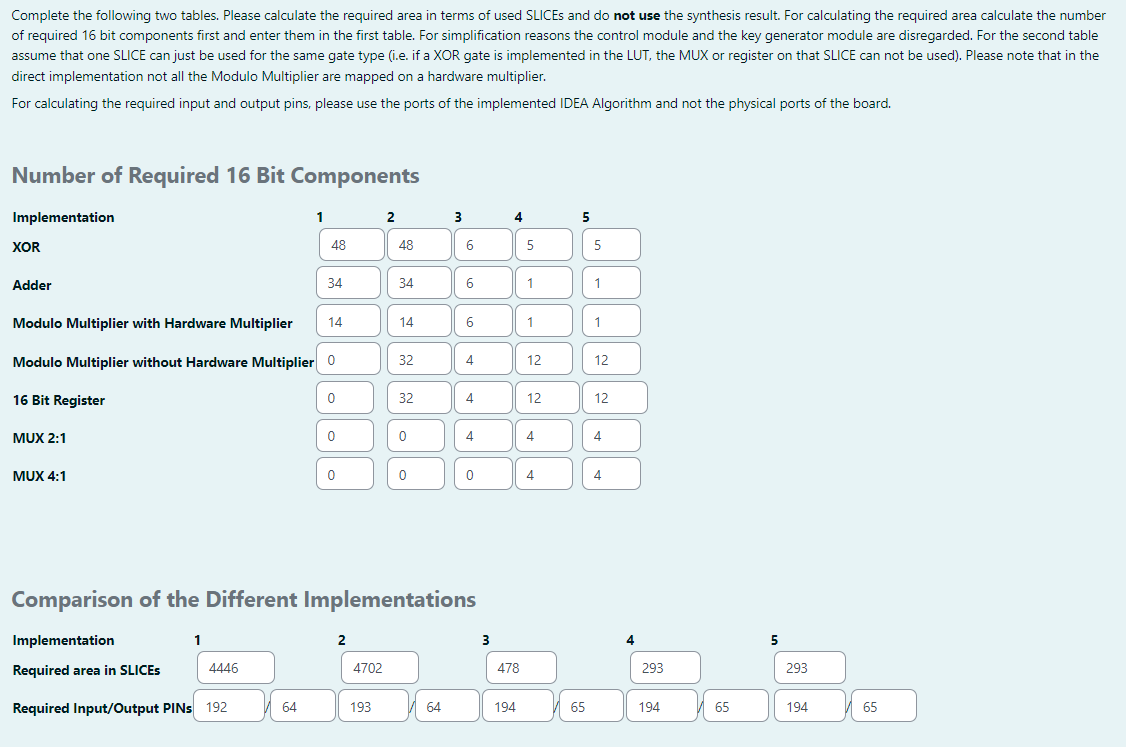 Complete the following two tables. Please calculate the required area in terms of used SLICEs and do not use the synthesis result. For calculating the required area calculate the number
of required 16 bit components first and enter them in the first table. For simplification reasons the control module and the key generator module are disregarded. For the second table
assume that one SLICE can just be used for the same gate type (i.e. if a XOR gate is implemented in the LUT, the MUX or register on that SLICE can not be used). Please note that in the
direct implementation not all the Modulo Multiplier are mapped on a hardware multiplier.
For calculating the required input and output pins, please use the ports of the implemented IDEA Algorithm and not the physical ports of the board.
Number of Required 16 Bit Components
Implementation 1 2 3 4 5
XOR 48 48 6 5 5
Adder 34 34 6 1 1
Modulo Multiplier with Hardware Multiplier 14 14 6 1 1
Modulo Multiplier without Hardware Multiplier 0 32 4 12 12
16 Bit Register 0 32 4 12 12
MUX 2:1 0 0 4 4 4
MUX 4:1 0 0 0 4 4
Comparison of the Different Implementations
Implementation 1 2 3 4 5
Required area in SLICEs 4446 4702 478 293 293
Required Input/Output PINs 192 / 64 193 / 64 194 / 65 194 / 65 194 / 65